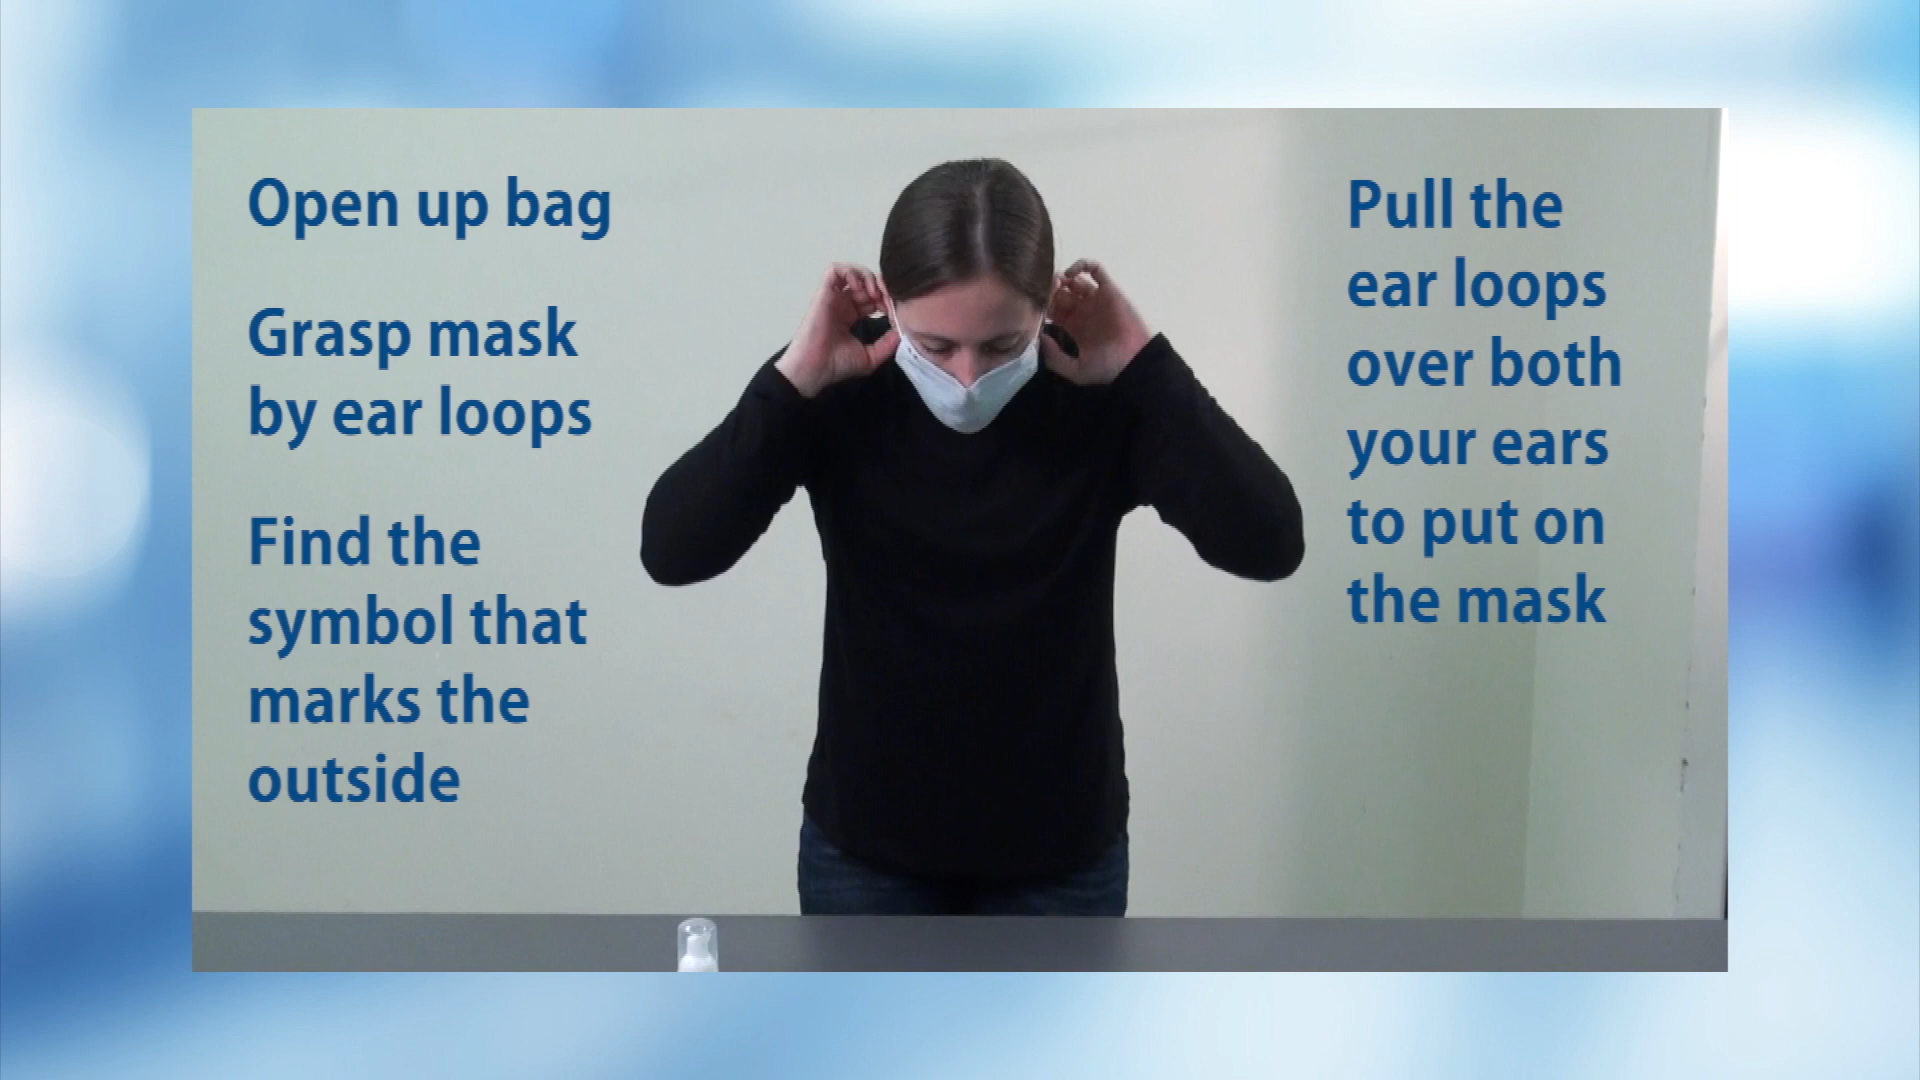 Open up bag
Grasp mask
by ear loops
Find the
symbol that
marks the
outside
Pull the
ear loops
over both
your ears
to put on
the mask